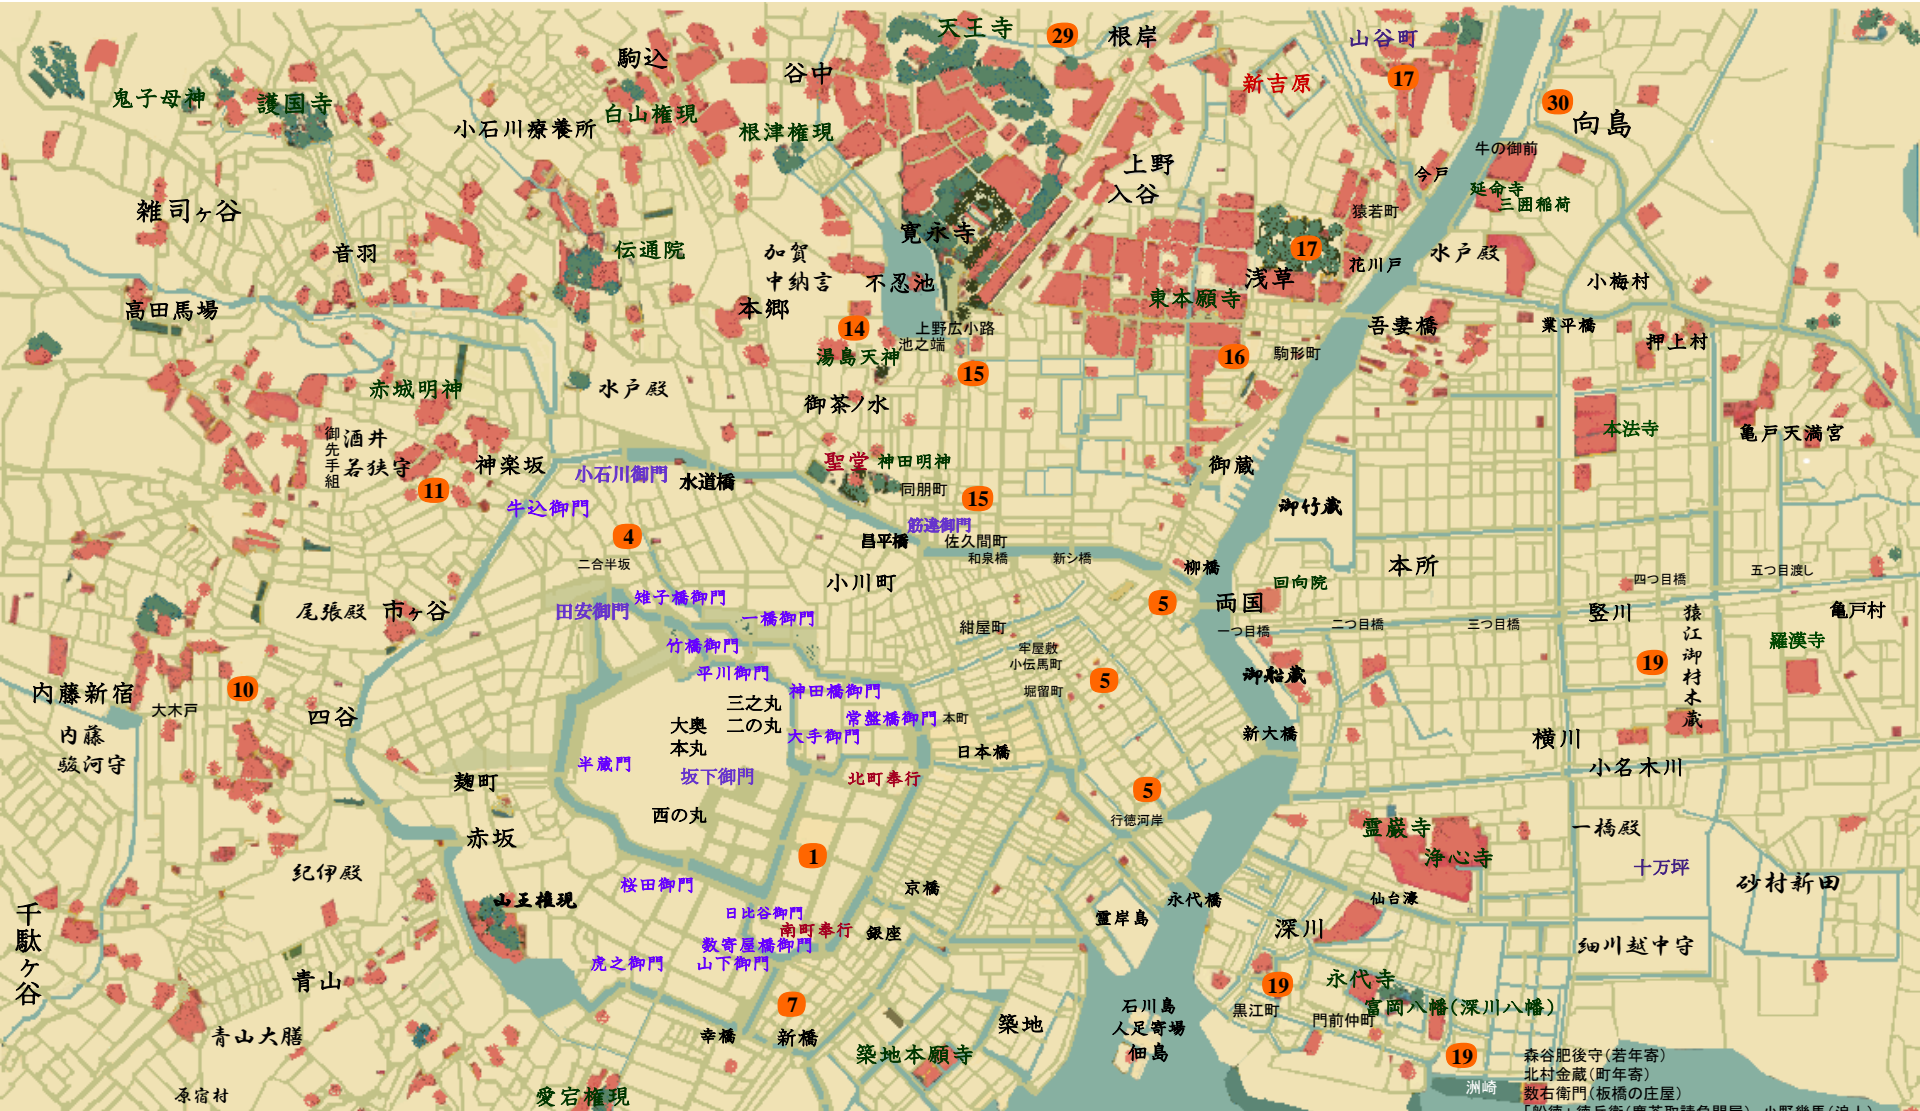 天王寺
29
根岸
山谷町
駒込
谷中
17
新吉原
鬼子母神
護国寺
白山権現
30
向島
小石川療養所
根津権現
牛の御前
上野
入谷
今戸
延命寺
三囲稲荷
雑司ヶ谷
猿若町
寛永寺
音羽
伝通院
加賀
中納言
17
水戸殿
花川戸
浅草
不忍池
小梅村
東本願寺
高田馬場
本郷
14
上野広小路
池之端
吾妻橋
業平橋
押上村
湯島天神
16
駒形町
15
赤城明神
水戸殿
御茶ノ水
御先手組
酒井
若狭守
本法寺
亀戸天満宮
神楽坂
小石川御門
水道橋
聖堂
神田明神
御蔵
11
同朋町
15
牛込御門
御竹蔵
筋違御門
4
昌平橋
佐久間町
和泉橋
新シ橋
二合半坂
小川町
柳橋
回向院
本所
四つ目橋
五つ目渡し
尾張殿
市ヶ谷
田安御門
雉子橋御門
一橋御門
5
両国
竪川
亀戸村
紺屋町
一つ目橋
二つ目橋
三つ目橋
猿江御材木蔵
羅漢寺
竹橋御門
牢屋敷
小伝馬町
19
平川御門
5
御船蔵
内藤新宿
10
神田橋御門
堀留町
大木戸
四谷
三之丸
二の丸
大奥
本丸
常盤橋御門
本町
大手御門
新大橋
横川
内藤
駿河守
日本橋
半蔵門
坂下御門
北町奉行
小名木川
麹町
5
西の丸
行徳河岸
赤坂
霊巌寺
一橋殿
1
浄心寺
紀伊殿
十万坪
砂村新田
桜田御門
京橋
山王権現
永代橋
仙台濠
千駄ヶ谷
日比谷御門
霊岸島
南町奉行
銀座
深川
数寄屋橋御門
細川越中守
虎之御門
山下御門
青山
永代寺
19
7
石川島
人足寄場
佃島
富岡八幡(深川八幡)
黒江町
門前仲町
青山大膳
幸橋
新橋
築地
築地本願寺
19
森谷肥後守(若年寄)
北村金蔵(町年寄)
洲崎
数右衛門(板橋の庄屋)
原宿村
愛宕権現